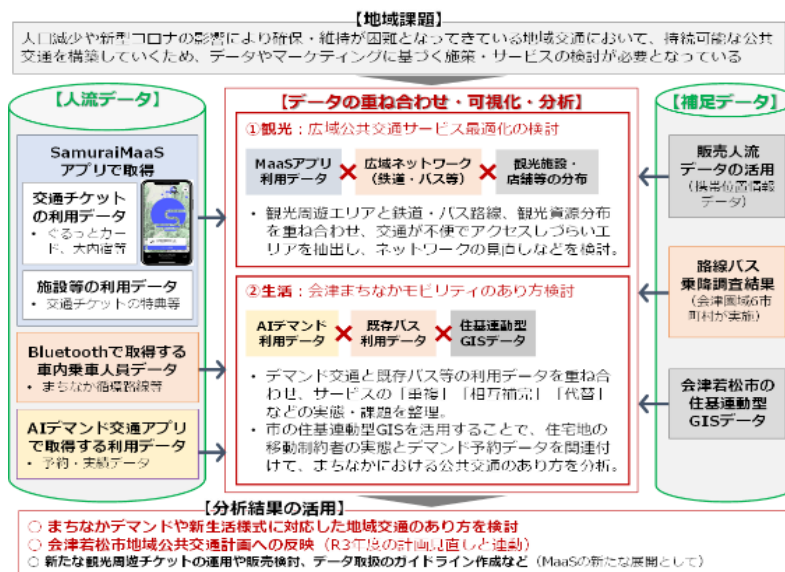 【地域課題】
人口減少や新型コロナの影響により確保・維持が困難となってきている地域交通において、持続可能な公共
交通を構築していくため、データやマーケティングに基づく施策・サービスの検討が必要となっている
【人流データ】
SamuraiMaaS
アプリで取得
交通チケット
の利用データ
・ぐるっとカー
ド、大内宿等
施設等の利用データ
・交通チケットの特典等
Bluetoothで取得する
車内乗車人員データ
・まちなか循環路線等
AIデマンド交通アプリ
で取得する利用データ
・予約・実績データ
【データの重ね合わせ・可視化・分析】
①観光：広域公共交通サービス最適化の検討
MaaSアプリ
利用データ
広域ネットワーク
（鉄道・バス等）
観光施設・
店舗等の分布
・観光周遊エリアと鉄道・バス路線、観光資源分布
を重ね合わせ、交通が不便でアクセスしづらいエ
リアを抽出し、ネットワークの見直しなどを検討。
②生活：会津まちなかモビリティのあり方検討
AIデマンド
利用データ
既存バス
利用データ
住基連動型
GISデータ
・デマンド交通と既存バス等の利用データを重ね合
わせ、サービスの「重複」「相互補完」「代替」
などの実態・課題を整理。
・市の住基連動型GISを活用することで、住宅地の
移動制約者の実態とデマンド予約データを関連付
けて、まちなかにおける公共交通のあり方を分析。
【補足データ】
販売人流
データの活用
（携帯位置情報
データ）
路線バス
乗降調査結果
（会津圏域6市
町村が実施）
会津若松市の
住基連動型
GISデータ
【分析結果の活用】
○ まちなかデマンドや新生活様式に対応した地域交通のあり方を検討
○ 会津若松市地域公共交通計画への反映（R3年度の計画見直しと連動）
○ 新たな観光周遊チケットの運用や販売検討、データ取扱のガイドライン作成など（MaaSの新たな展開として）